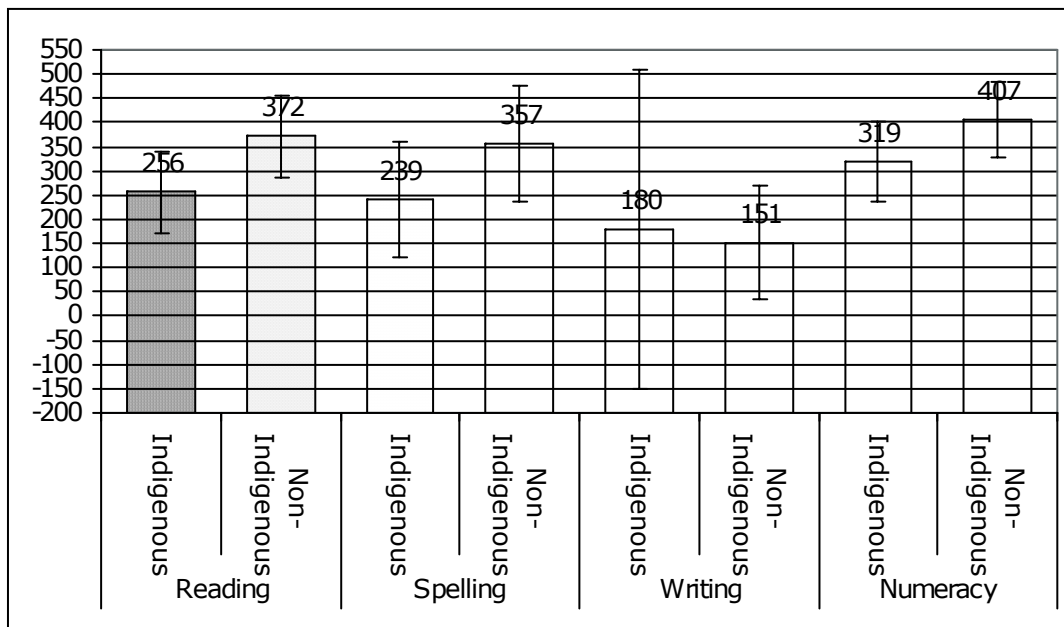 550
500
450
400
350
300
250
200
150
100
50
0
-50
-100
-150
-200
256
372
239
357
180
151
319
407
Indigenous
Non-
Indigenous
Indigenous
Non-
Indigenous
Indigenous
Non-
Indigenous
Indigenous
Non-
Indigenous
Reading
Spelling
Writing
Numeracy